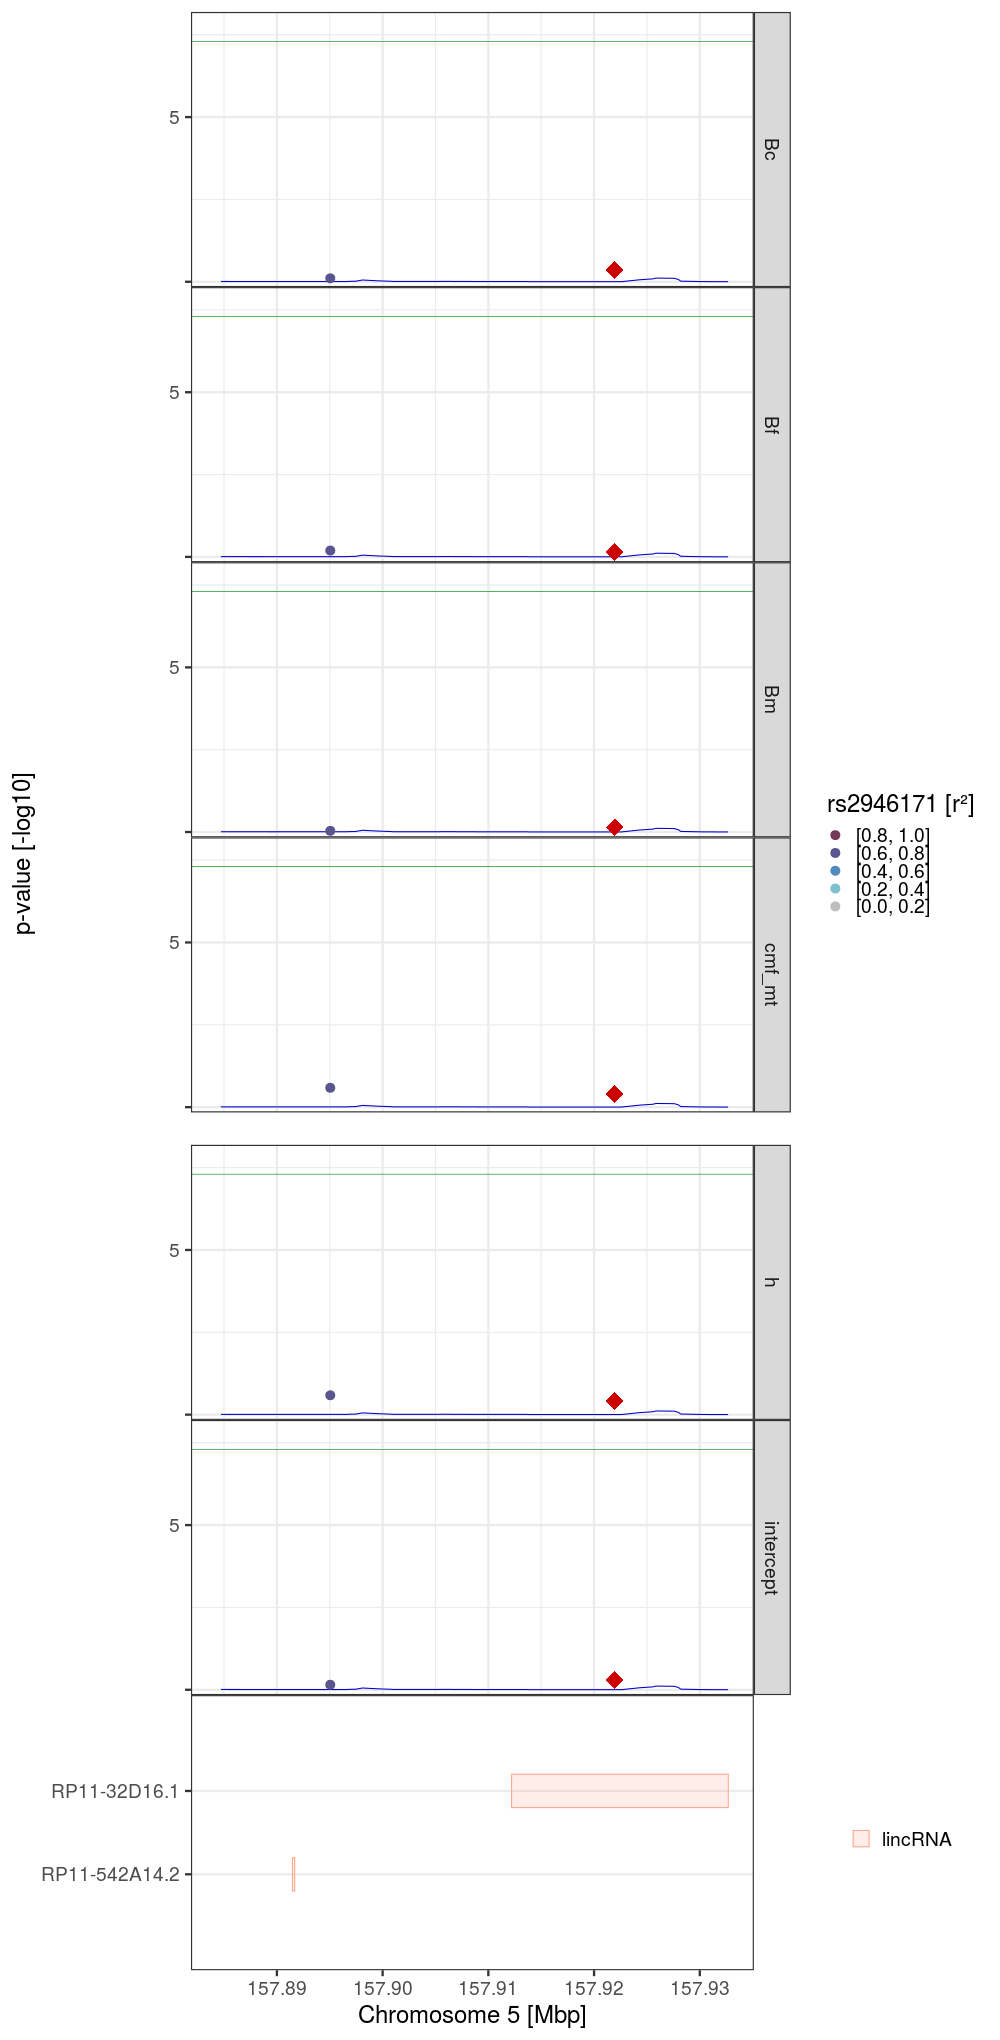 5
Bc
5
Bf
5
Bm
5
cmf_mt
5
h
5
intercept
p-value [-log10]
rs2946171 [r²]
[0.8, 1.0]
[0.6, 0.8]
[0.4, 0.6]
[0.2, 0.4]
[0.0, 0.2]
RP11-32D16.1
RP11-542A14.2
lincRNA
157.89 157.90 157.91 157.92 157.93
Chromosome 5 [Mbp]